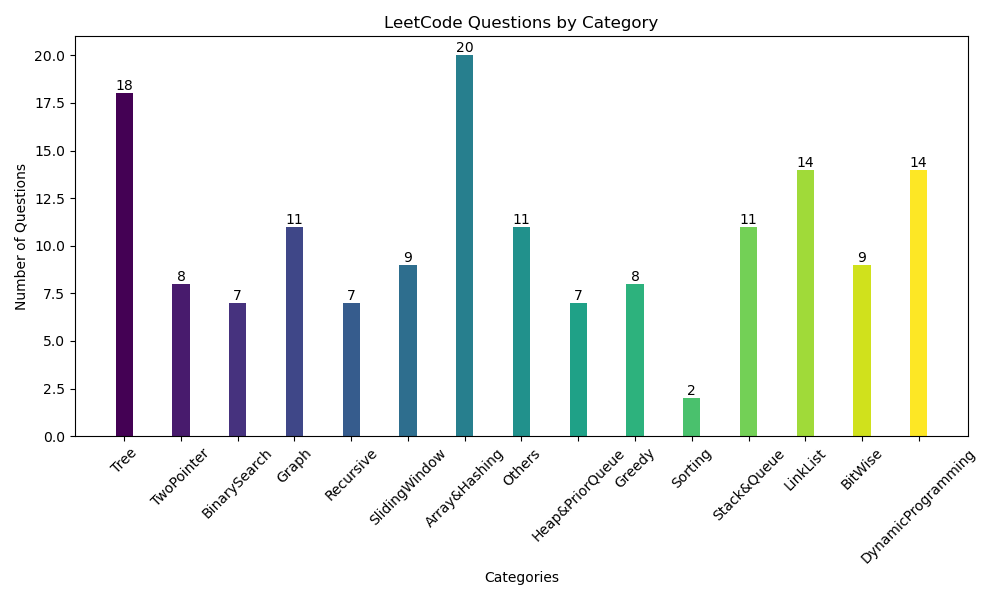 LeetCode Questions by Category
Number of Questions
20.0
17.5
15.0
12.5
10.0
7.5
5.0
2.5
0.0
18
8
7
11
7
9
20
11
7
8
2
11
14
9
14
Tree
TwoPointer
BinarySearch
Graph
Recursive
SlidingWindow
Array&Hashing
Others
Heap&PriorQueue
Greedy
Sorting
Stack&Queue
LinkList
BitWise
DynamicProgramming
Categories